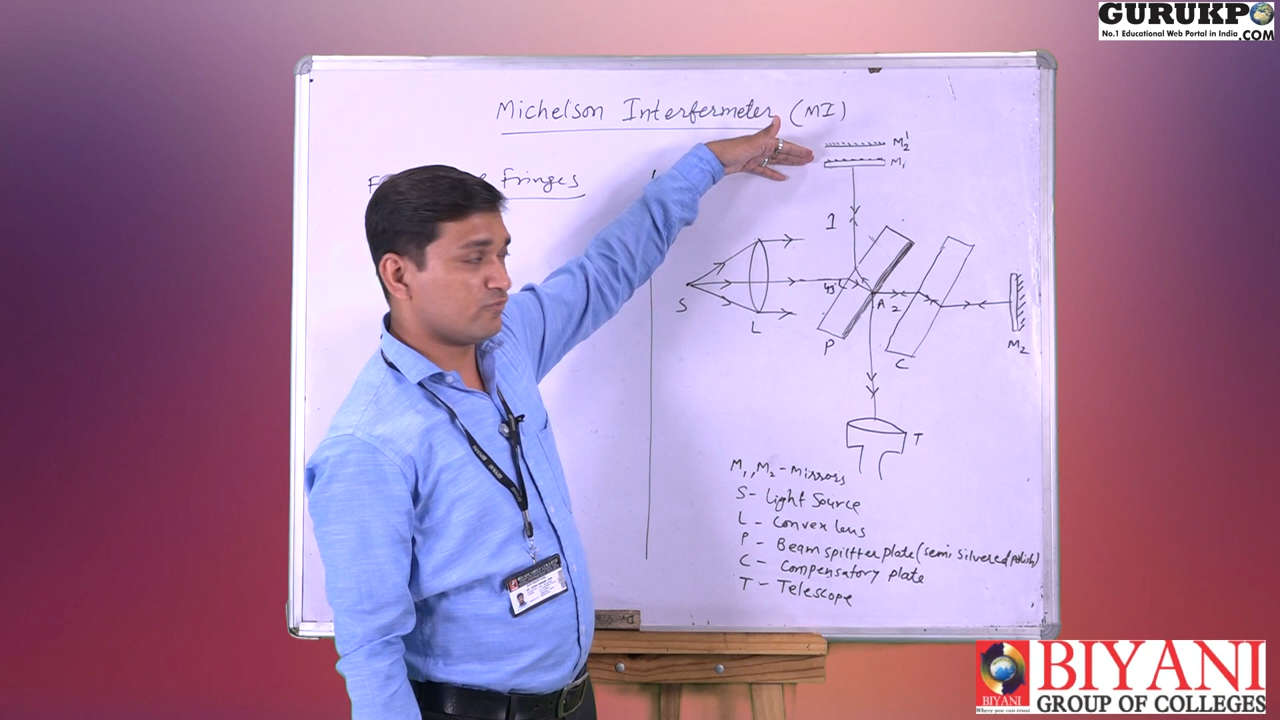 GURUKPO
No.1 Educational Web Portal in India
.COM
Michelson Interfermeter (MI)
fringes
M2'
M1
1
45°
S
L
P
A
2
C
M2
T
M1, M2 - Mirrors
S - Light Source
L - Convex lens
P - Beam spiltter plate (semi silvered polish)
C - Compensatory plate
T - Telescope
BIYANI
BIYANI
GROUP OF COLLEGES